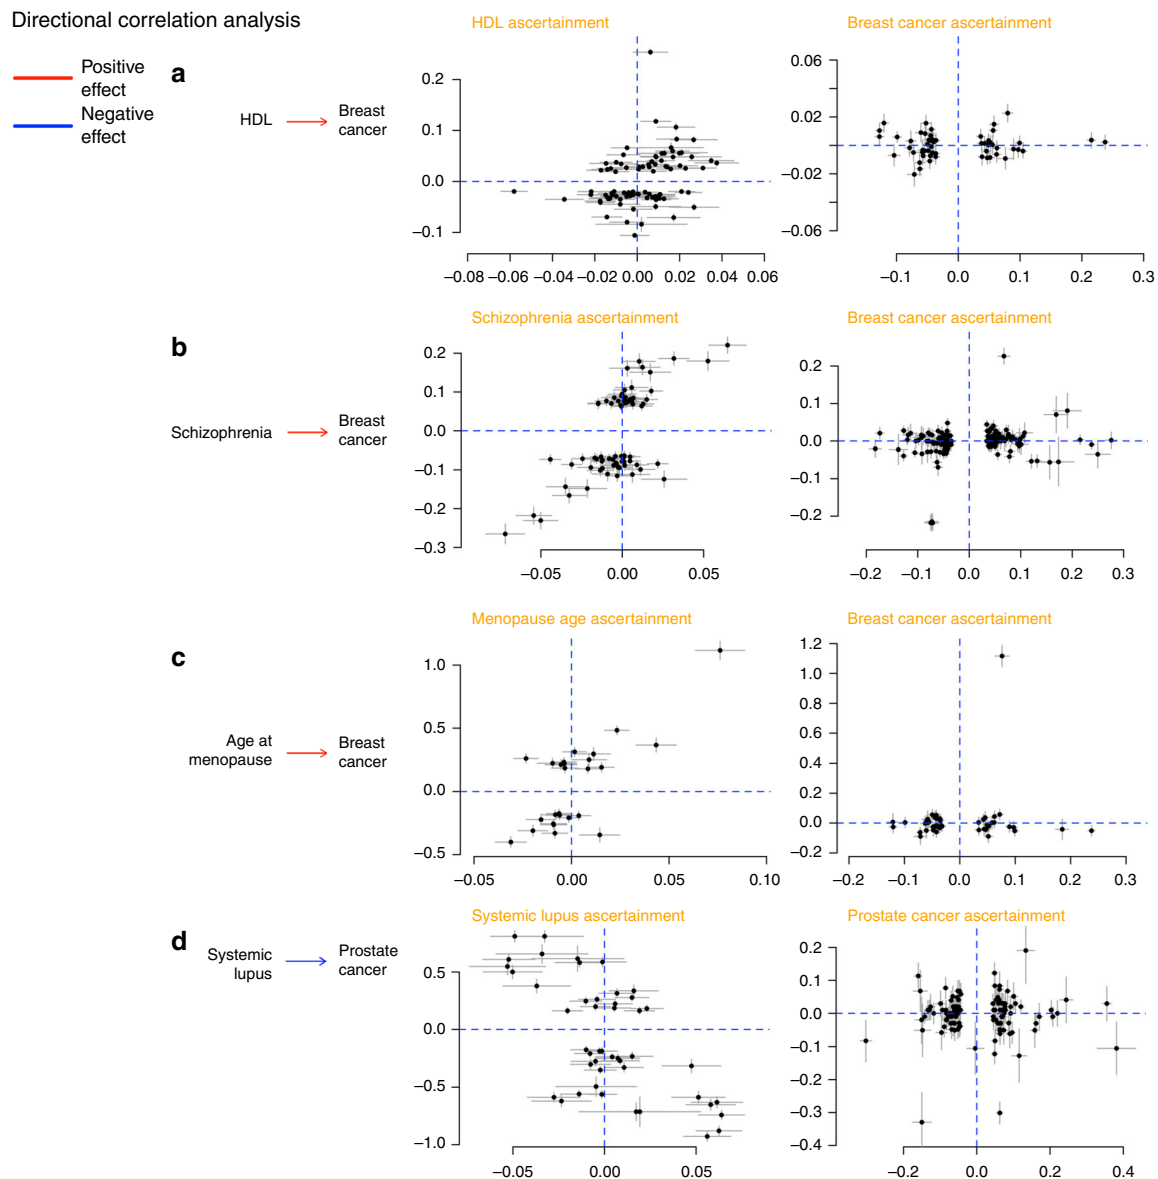 Directional correlation analysis
Positive
effect
Negative
effect
a
HDL
Breast
cancer
HDL ascertainment
0.2
0.1
0.0
–0.1
–0.08
–0.06
–0.04
–0.02
0.00
0.02
0.04
0.06
Breast cancer ascertainment
0.06
0.02
–0.02
–0.06
–0.1
0.0
0.1
0.2
0.3
b
Schizophrenia
Breast
cancer
Schizophrenia ascertainment
0.2
0.1
0.0
–0.1
–0.2
–0.3
–0.05
0.00
0.05
Breast cancer ascertainment
0.2
0.1
0.0
–0.2
–0.2
–0.1
0.0
0.1
0.2
0.3
c
Age at
menopause
Breast
cancer
Menopause age ascertainment
1.0
0.5
0.0
–0.5
–0.05
0.00
0.05
0.10
Breast cancer ascertainment
1.2
1.0
0.8
0.6
0.4
0.2
0.0
–0.2
–0.2
–0.1
0.0
0.1
0.2
0.3
d
Systemic
lupus
Prostate
cancer
Systemic lupus ascertainment
0.5
0.0
–0.5
–1.0
–0.05
0.00
0.05
Prostate cancer ascertainment
0.2
0.1
0.0
–0.1
–0.2
–0.3
–0.4
–0.2
0.0
0.2
0.4